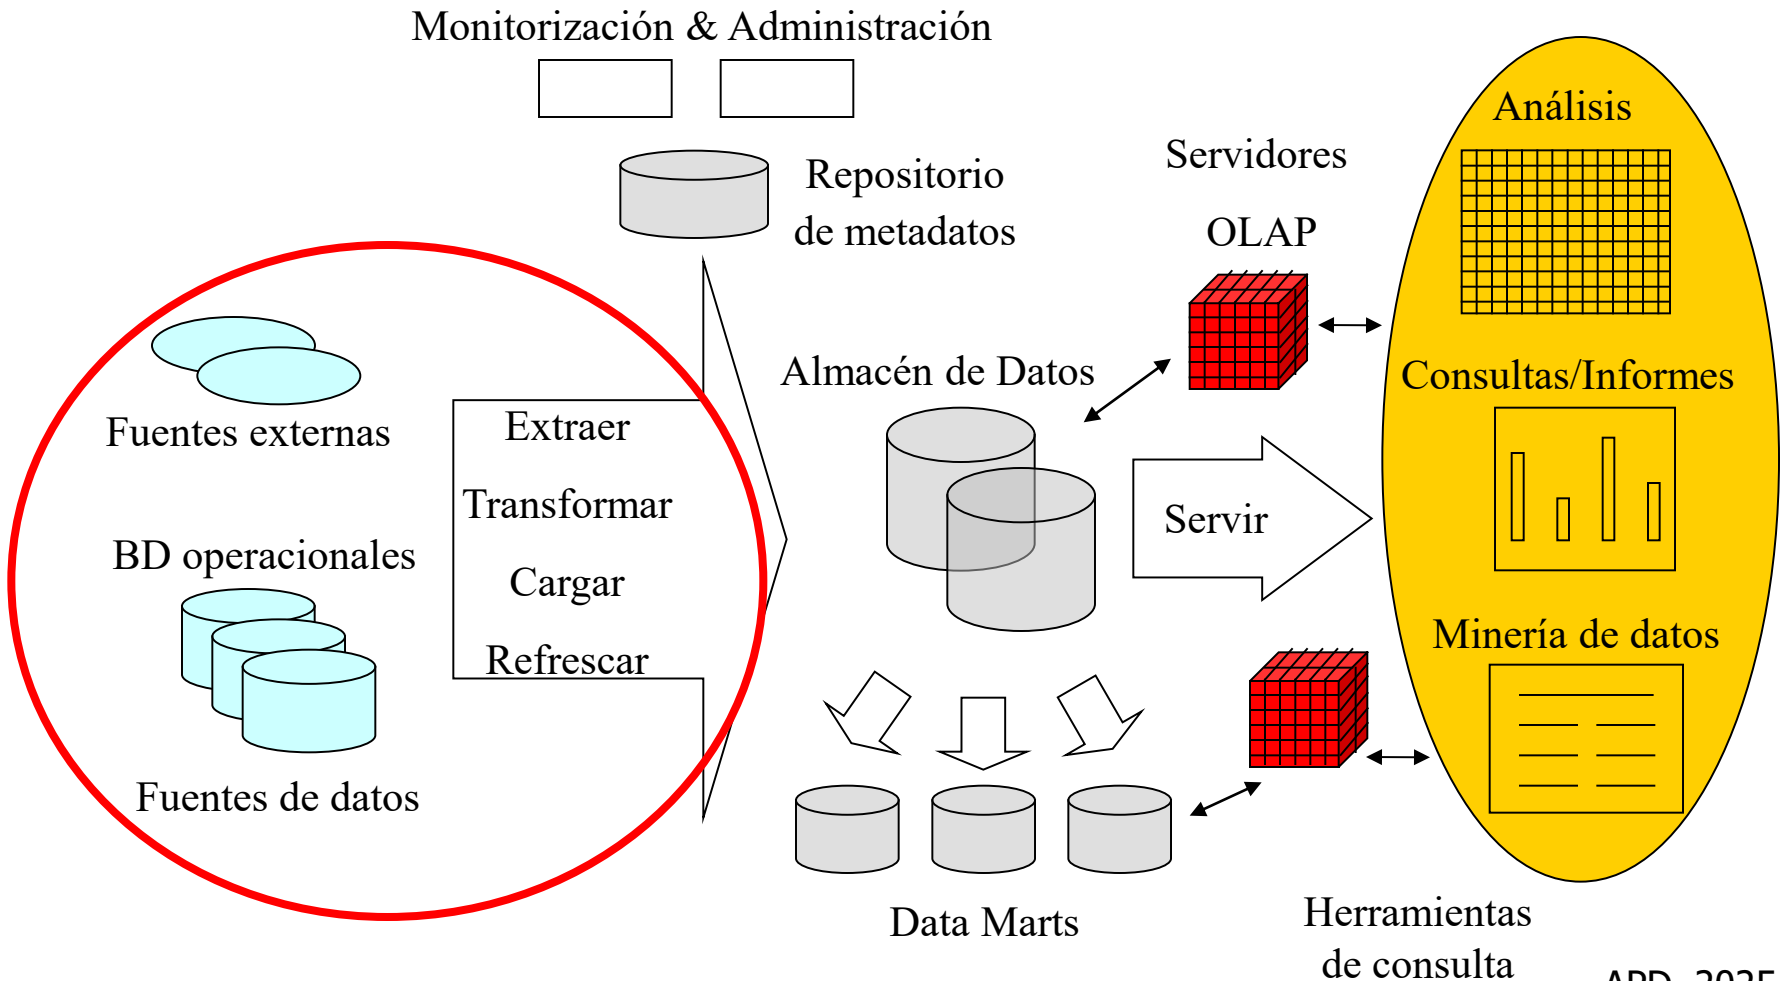 Monitorización & Administración
Repositorio
de metadatos
Servidores
OLAP
Análisis
Fuentes externas
Extraer
Transformar
Cargar
Refrescar
BD operacionales
Fuentes de datos
Almacén de Datos
Servir
Consultas/Informes
Minería de datos
Data Marts
Herramientas
de consulta